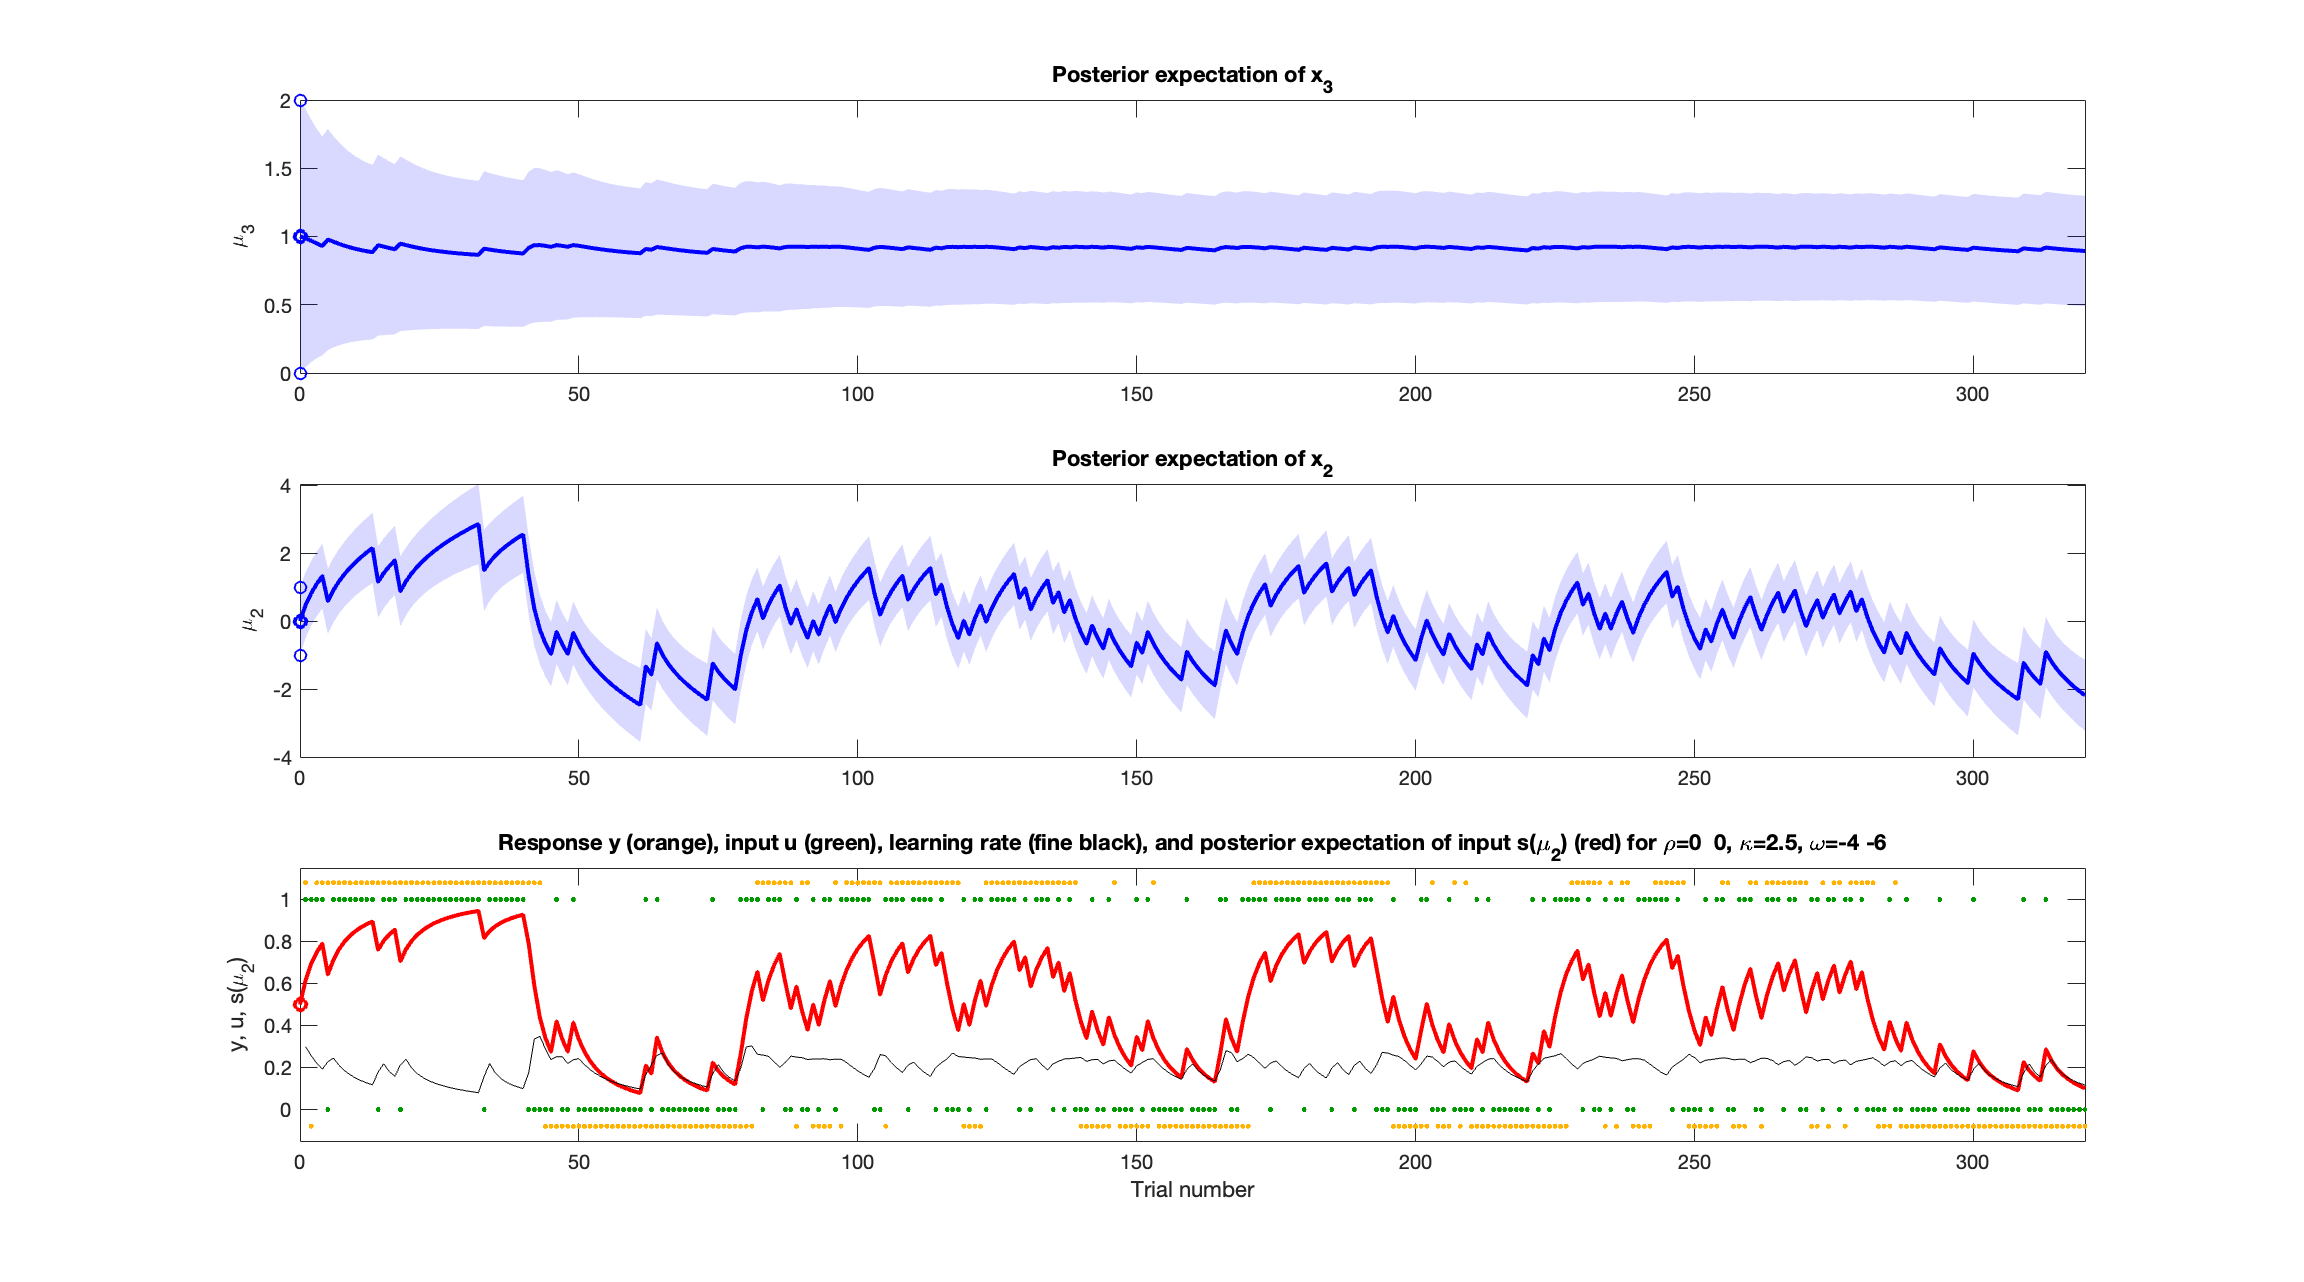 Posterior expectation of x₃
2
1.5
1
0.5
0
μ₃
0 50 100 150 200 250 300
Posterior expectation of x₂
4
2
0
-2
-4
μ₂
0 50 100 150 200 250 300
Response y (orange), input u (green), learning rate (fine black), and posterior expectation of input s(μ₂) (red) for ρ=0 0, κ=2.5, ω=-4 -6
1
0.8
0.6
0.4
0.2
0
y, u, s(μ₂)
0 50 100 150 200 250 300
Trial number